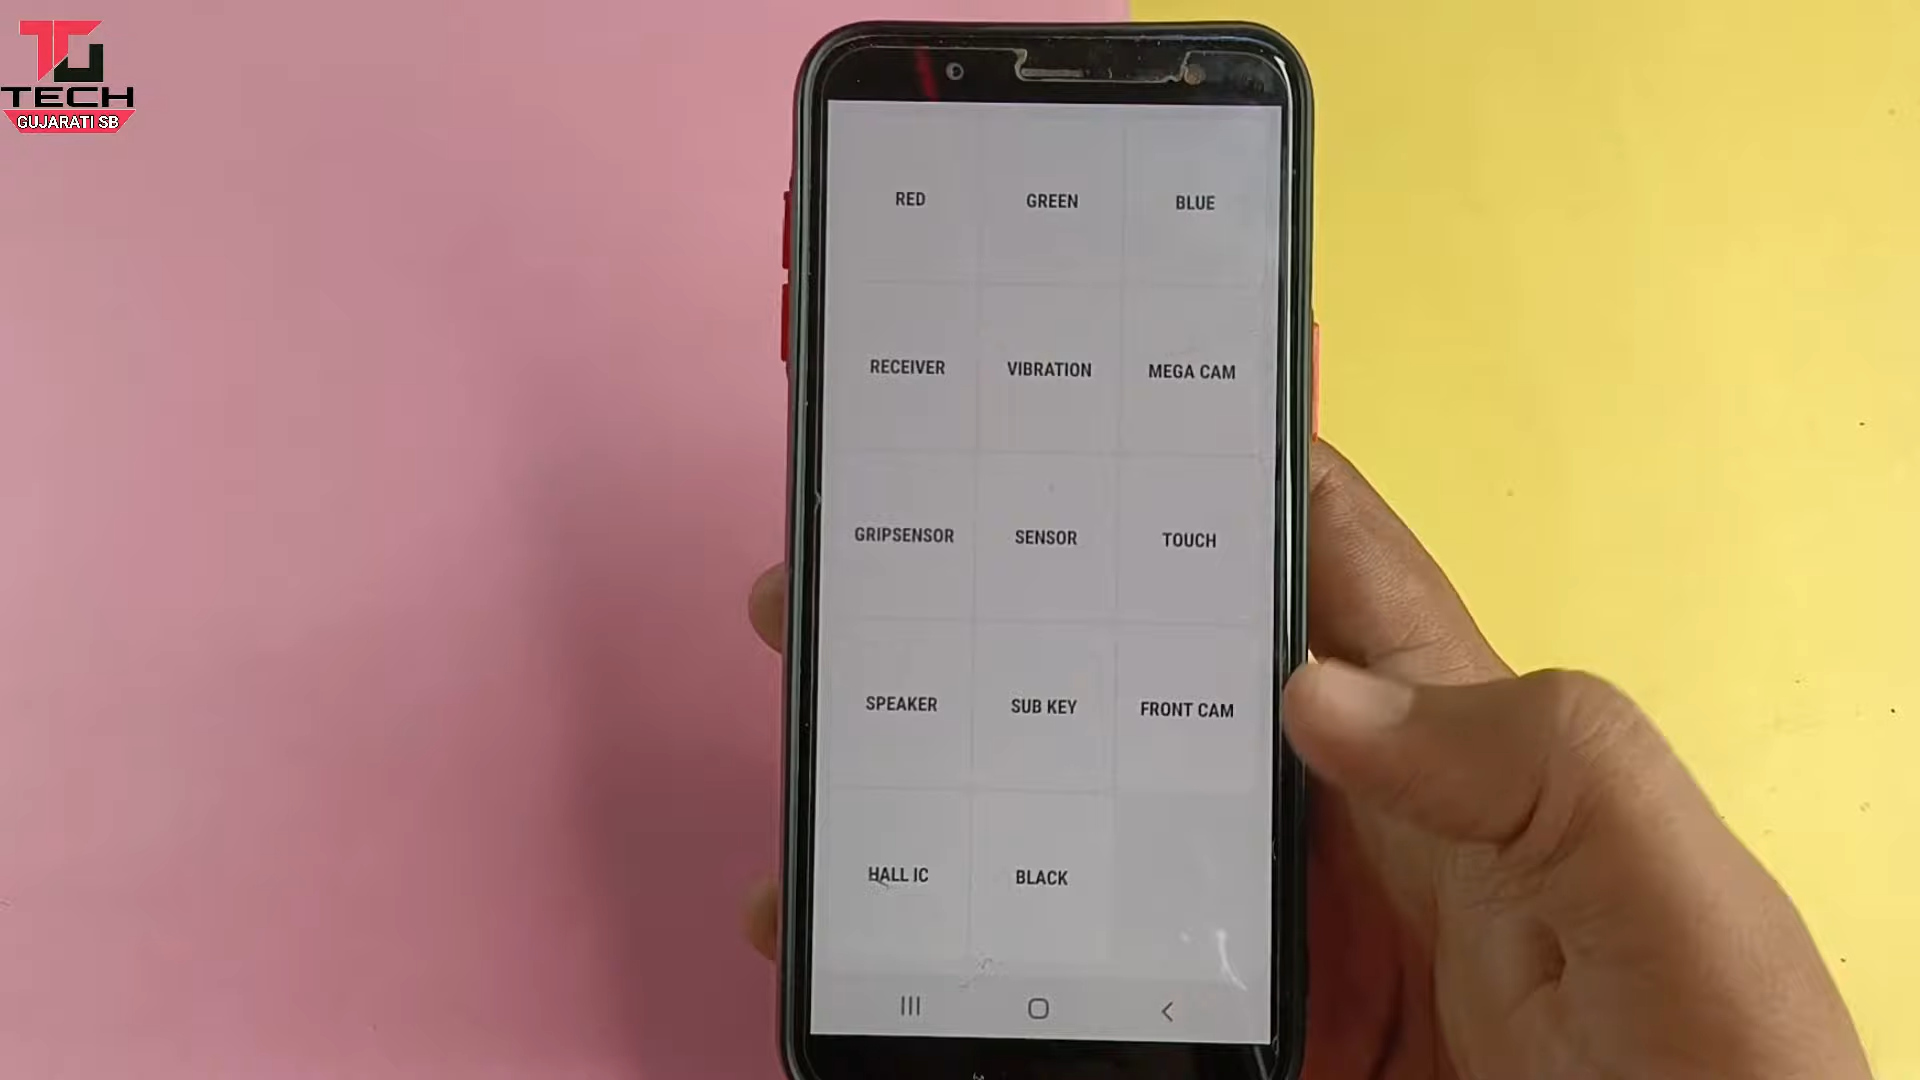 TECH
GUJARATI SB
RED GREEN BLUE
RECEIVER VIBRATION MEGA CAM
GRIPSENSOR SENSOR TOUCH
SPEAKER SUB KEY FRONT CAM
HALL IC BLACK